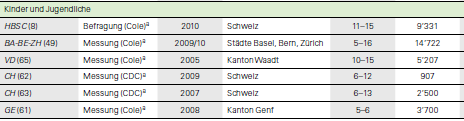 Kinder und Jugendliche
HBSC (8) Befragung (Cole)a 2010 Schweiz 11–15 9'331
BA-BE-ZH (49) Messung (Cole)a 2009/10 Städte Basel, Bern, Zürich 5–16 14'722
VD (65) Messung (Cole)a 2005 Kanton Waadt 10–15 5'207
CH (62) Messung (CDC)a 2009 Schweiz 6–12 907
CH (63) Messung (CDC)a 2007 Schweiz 6–13 2'500
GE (61) Messung (Cole)a 2008 Kanton Genf 5–6 3'700